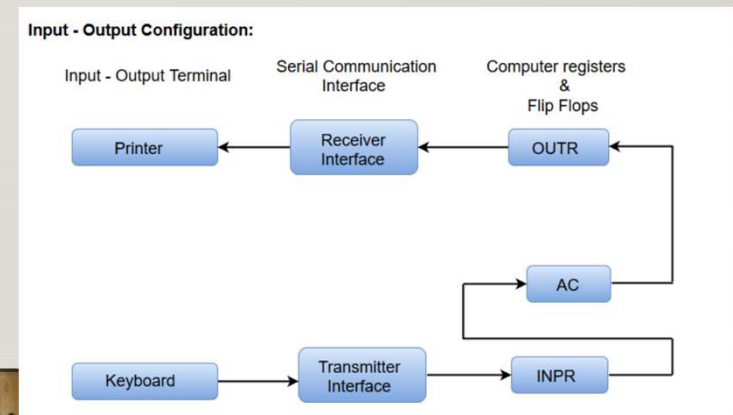 Input - Output Configuration:
Input - Output Terminal
Serial Communication
Interface
Computer registers
&
Flip Flops
Printer
Receiver
Interface
OUTR
AC
Keyboard
Transmitter
Interface
INPR